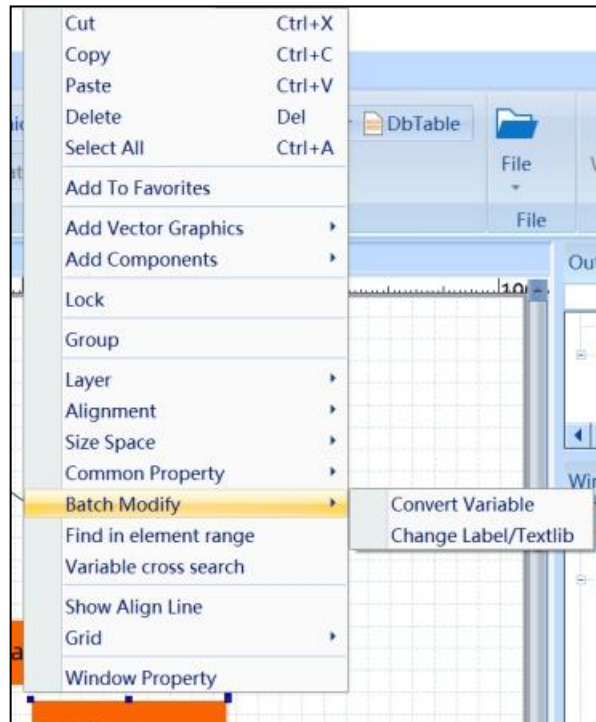 Cut Ctrl+X
Copy Ctrl+C
Paste Ctrl+V
Delete Del
Select All Ctrl+A
Add To Favorites
Add Vector Graphics
Add Components
Lock
Group
Layer
Alignment
Size Space
Common Property
Batch Modify
Find in element range
Variable cross search
Show Align Line
Grid
Window Property
Convert Variable
Change Label/Textlib
DbTable
File
File